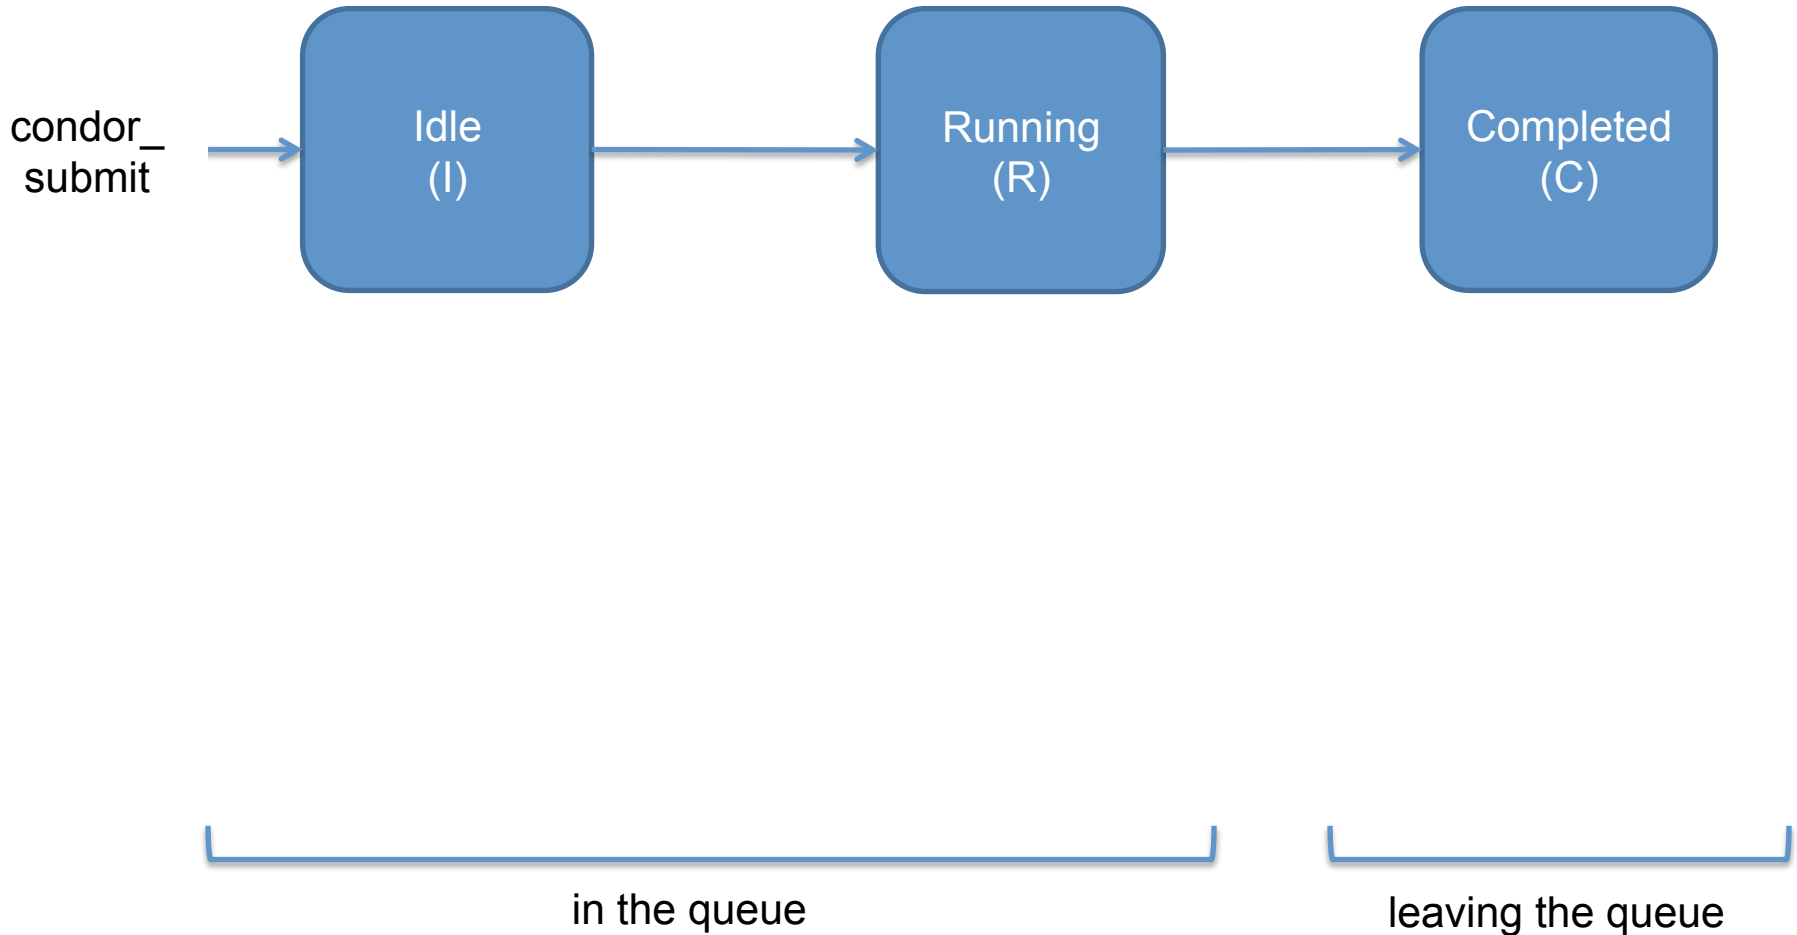 condor_
submit
Idle
(I)
Running
(R)
Completed
(C)
in the queue
leaving the queue